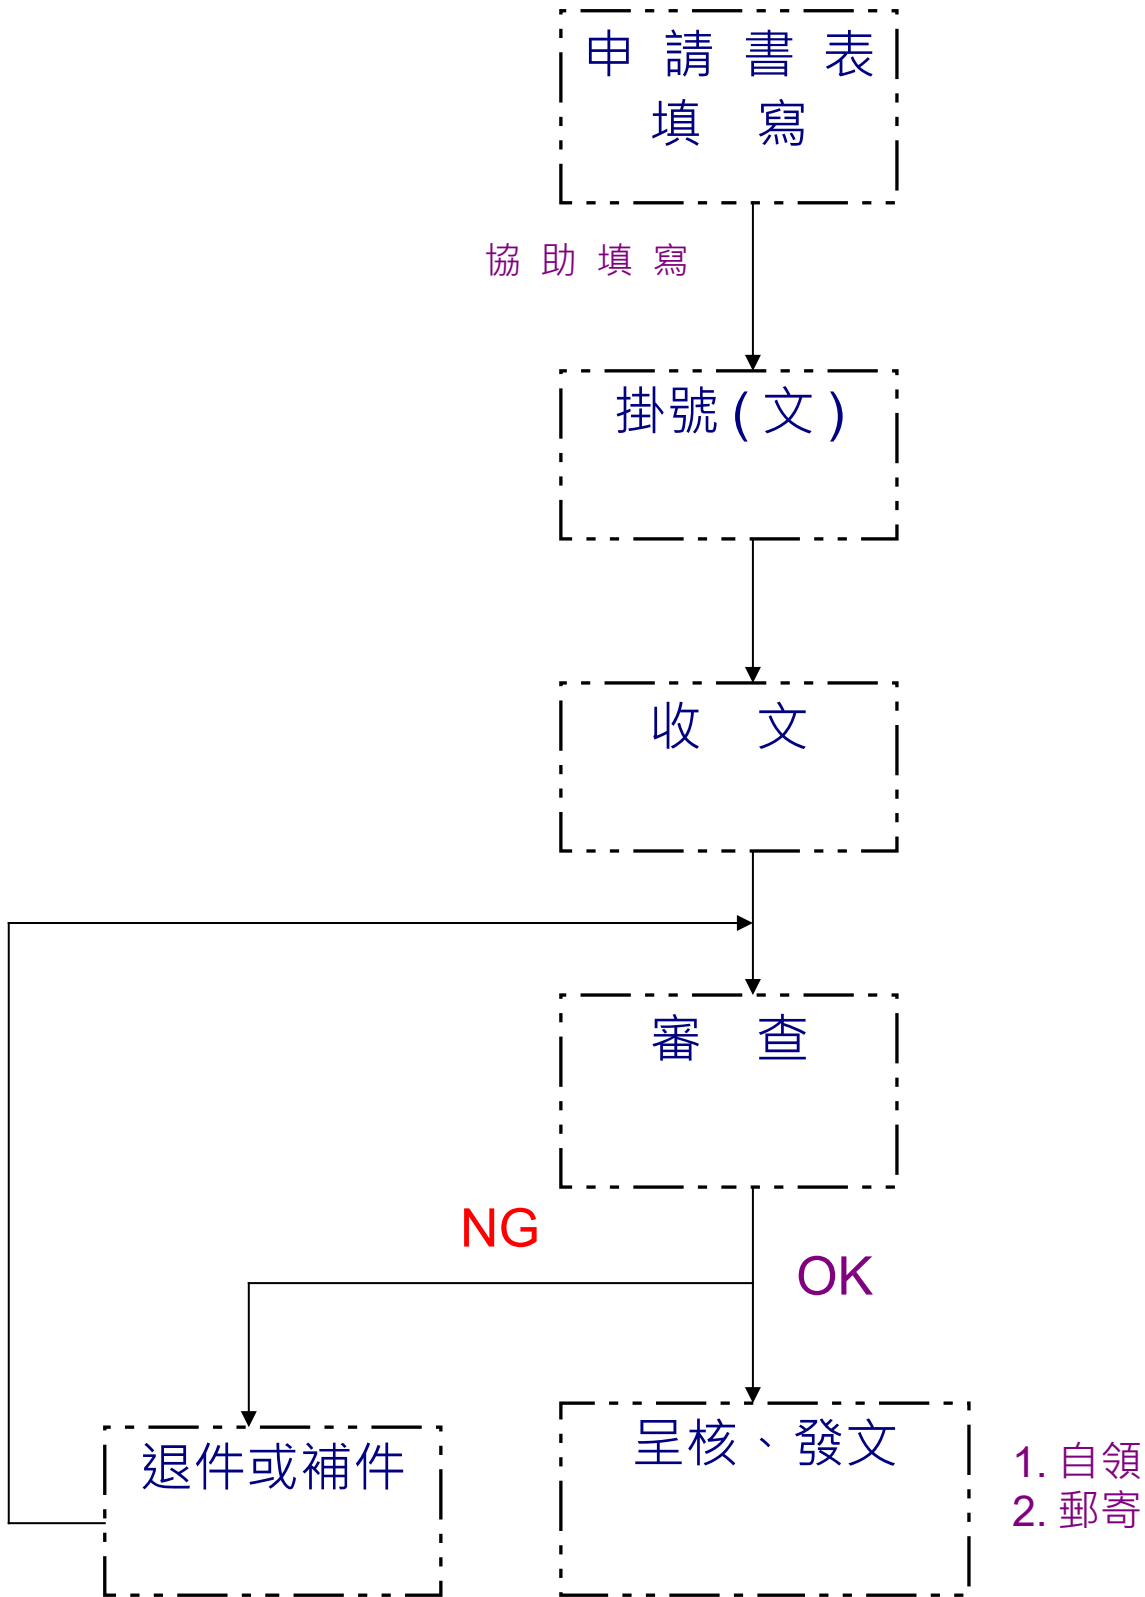 申請書表
填寫
協助填寫
掛號(文)
收文
審查
NG
OK
退件或補件
呈核、發文
1. 自領
2. 郵寄